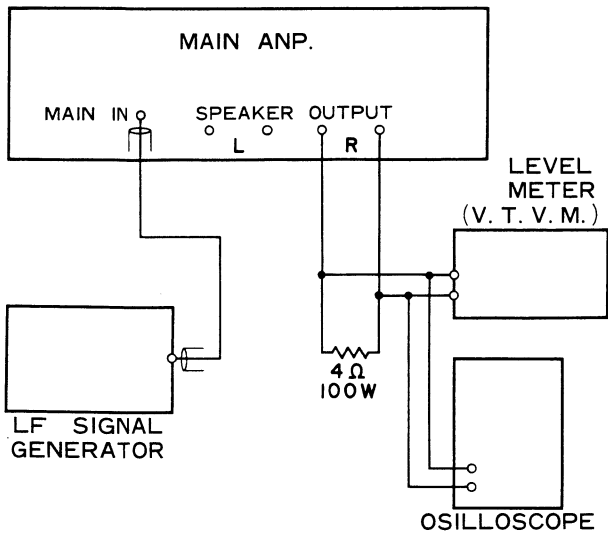 MAIN ANP.
MAIN IN
SPEAKER OUTPUT
L
R
LEVEL
METER
(V. T. V. M.)
4Ω
100W
LF SIGNAL
GENERATOR
OSILLOSCOPE